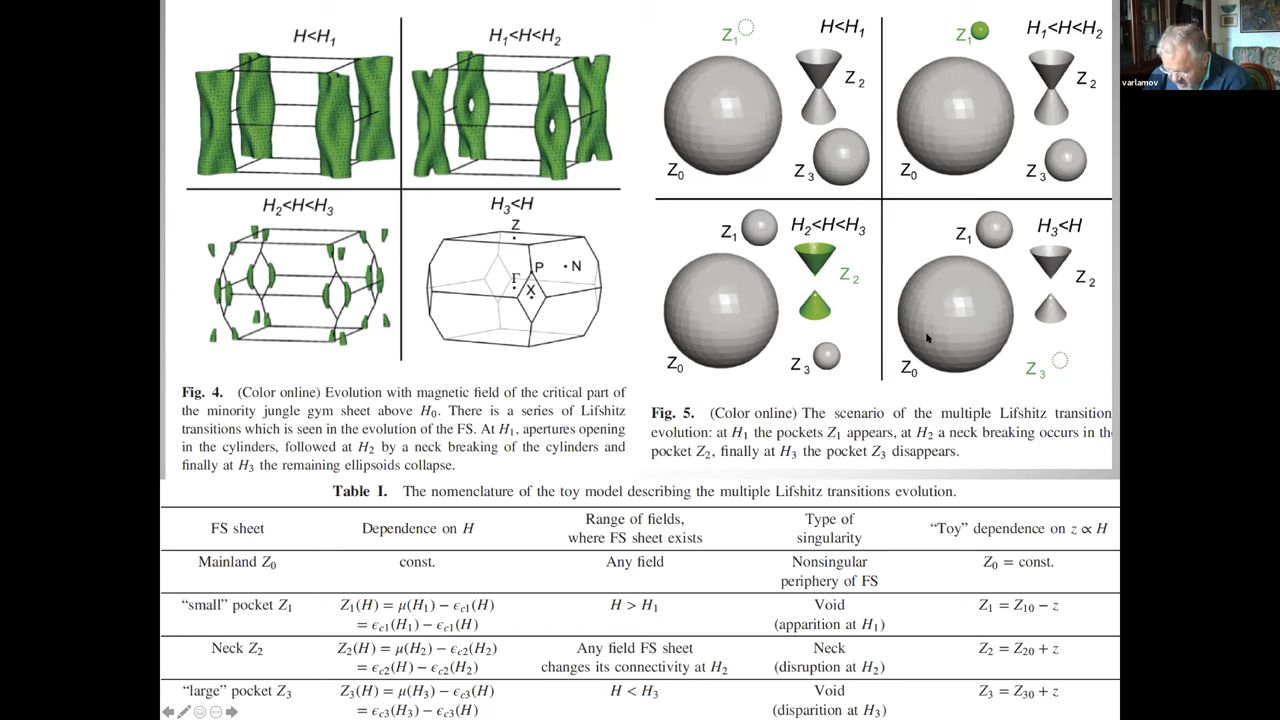 H<H1
H1<H<H2
H2<H<H3
H3<H
Z
P
N
Γ
X
Fig. 4. (Color online) Evolution with magnetic field of the critical part of
the minority jungle gym sheet above H0. There is a series of Lifshitz
transitions which is seen in the evolution of the FS. At H1, apertures opening
in the cylinders, followed at H2 by a neck breaking of the cylinders and
finally at H3 the remaining ellipsoids collapse.
Z1
H<H1
Z2
Z0
Z3
Z1
H1<H<H2
Z2
Z0
Z3
Z1
H2<H<H3
Z2
Z0
Z3
Z1
H3<H
Z2
Z0
Z3
Fig. 5. (Color online) The scenario of the multiple Lifshitz transition
evolution: at H1 the pockets Z1 appears, at H2 a neck breaking occurs in th
pocket Z2, finally at H3 the pocket Z3 disappears.
varlamov
Table I. The nomenclature of the toy model describing the multiple Lifshitz transitions evolution.
FS sheet
Dependence on H
Range of fields,
where FS sheet exists
Type of
singularity
“Toy” dependence on z ∝ H
Mainland Z0
const.
Any field
Nonsingular
periphery of FS
Z0 = const.
“small” pocket Z1
Z1(H) = μ(H1) − ϵc1(H)
= ϵc1(H1) − ϵc1(H)
H > H1
Void
(apparition at H1)
Z1 = Z10 − z
Neck Z2
Z2(H) = μ(H2) − ϵc2(H2)
= ϵc2(H) − ϵc2(H2)
Any field FS sheet
changes its connectivity at H2
Neck
(disruption at H2)
Z2 = Z20 + z
“large” pocket Z3
Z3(H) = μ(H3) − ϵc3(H)
= ϵc3(H3) − ϵc3(H)
H < H3
Void
(disparition at H3)
Z3 = Z30 + z